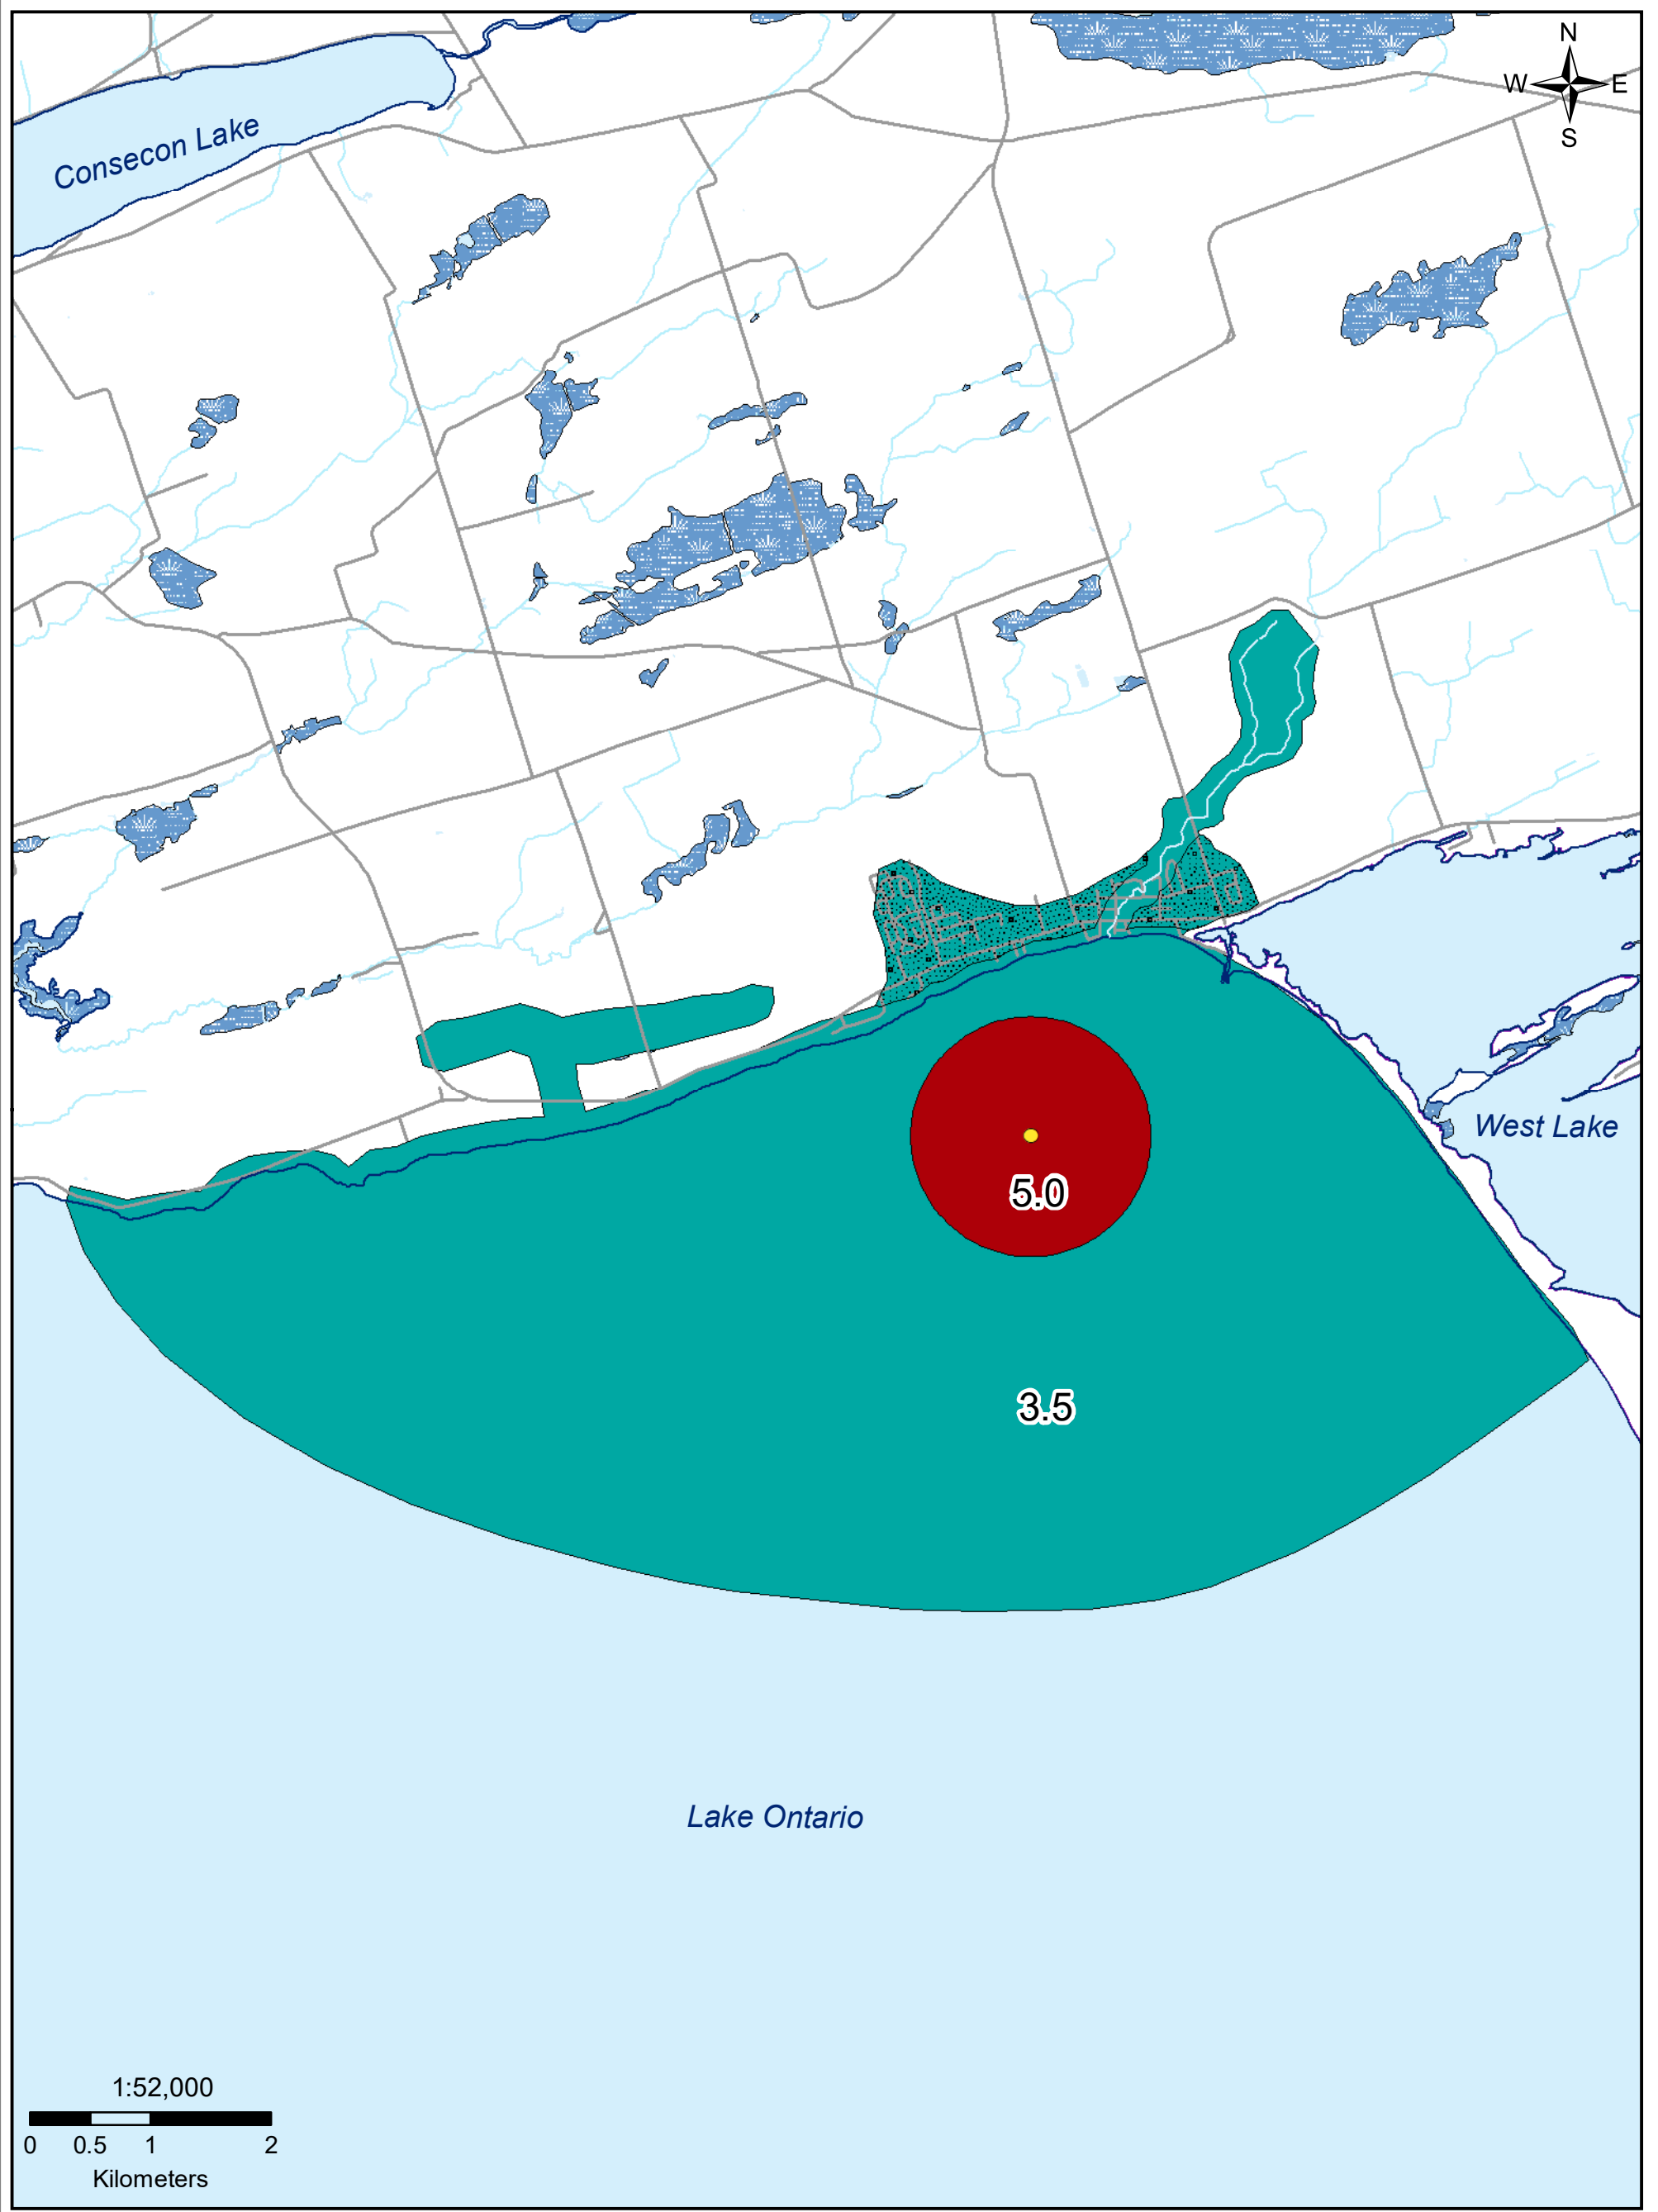 N
W E
S
Consecon Lake
West Lake
5.0
3.5
Lake Ontario
1:52,000
0 0.5 1 2
Kilometers